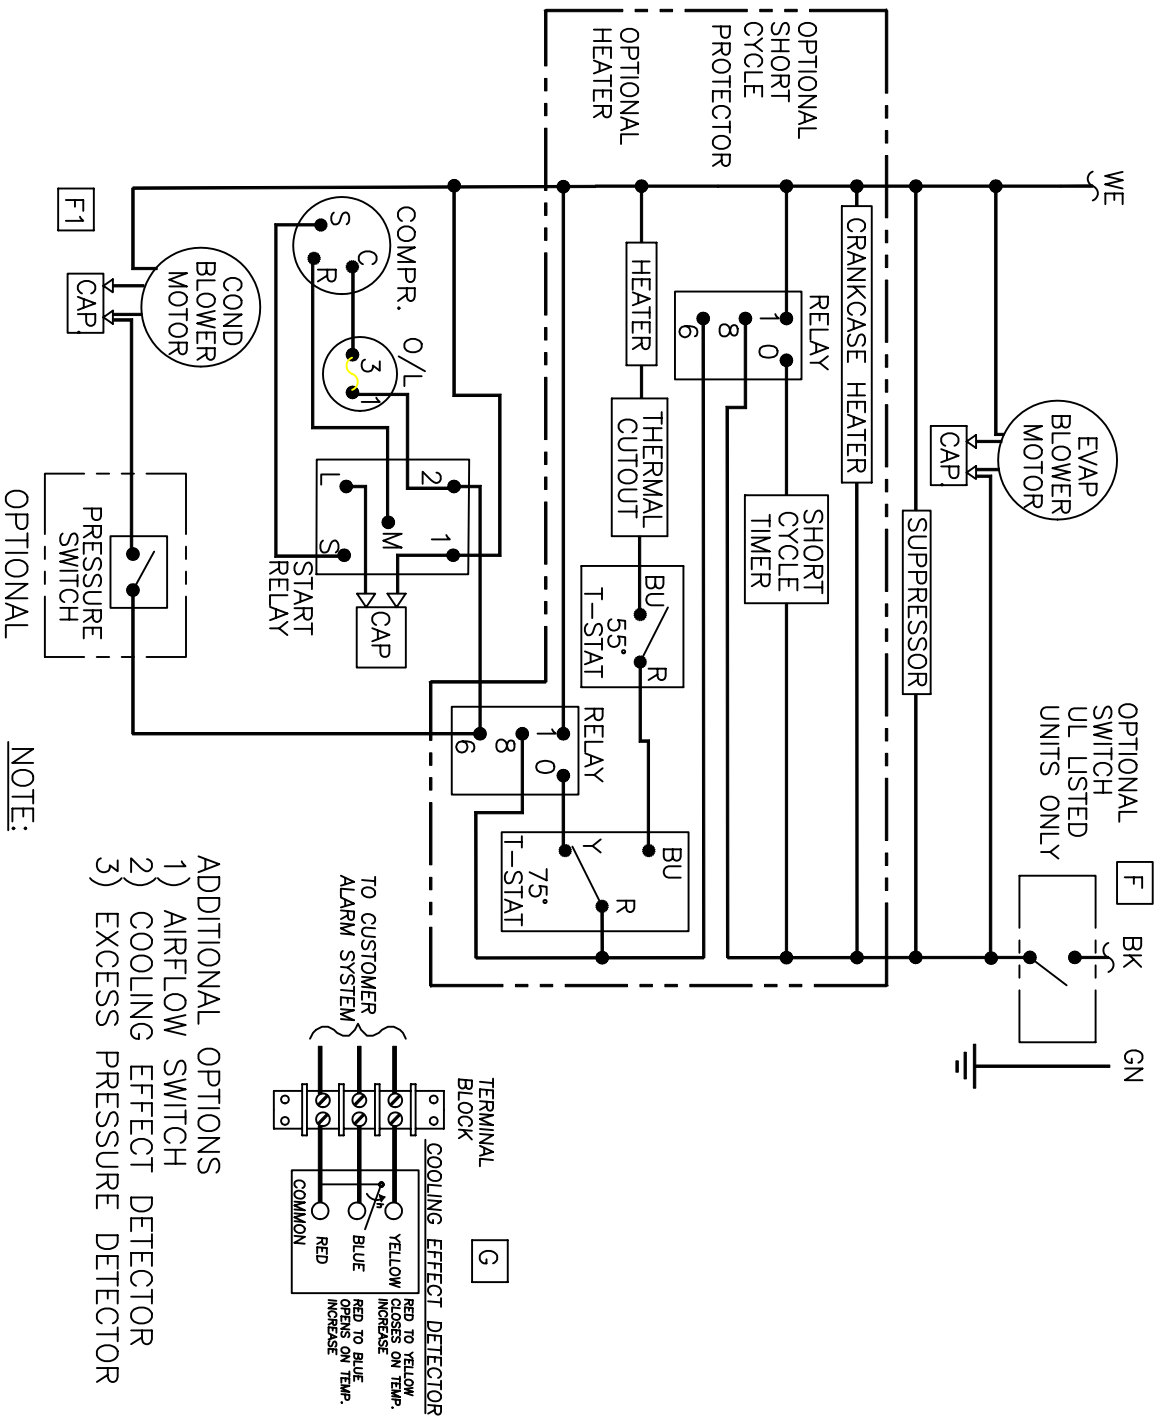 WE
EVAP
BLOWER
MOTOR
CAP.
OPTIONAL
SWITCH
UL LISTED
UNITS ONLY
F
BK
GN
SUPPRESSOR
CRANKCASE HEATER
OPTIONAL
SHORT
CYCLE
PROTECTOR
RELAY
1
0
8
6
SHORT
CYCLE
TIMER
OPTIONAL
HEATER
HEATER
THERMAL
CUTOUT
BU
R
55°
T-STAT
RELAY
1
0
8
6
BU
Y
R
75°
T-STAT
COMPR.
S
C
R
O/L
3
1
2
1
M
L
S
START
RELAY
CAP
F1
COND
BLOWER
MOTOR
CAP.
PRESSURE
SWITCH
OPTIONAL
TERMINAL
BLOCK
TO CUSTOMER
ALARM SYSTEM
G
COOLING EFFECT DETECTOR
YELLOW
BLUE
RED
COMMON
RED TO YELLOW
CLOSES ON TEMP.
INCREASE
RED TO BLUE
OPENS ON TEMP.
INCREASE
NOTE:
ADDITIONAL OPTIONS
1) AIRFLOW SWITCH
2) COOLING EFFECT DETECTOR
3) EXCESS PRESSURE DETECTOR